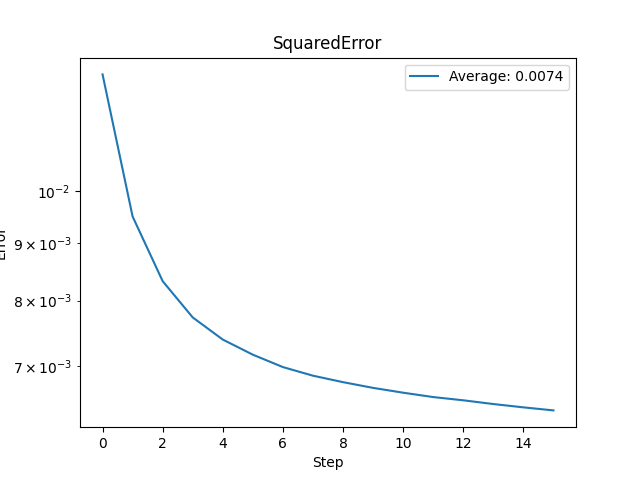 SquaredError
Average: 0.0074
10⁻²
9 × 10⁻³
8 × 10⁻³
7 × 10⁻³
Error
0 2 4 6 8 10 12 14
Step